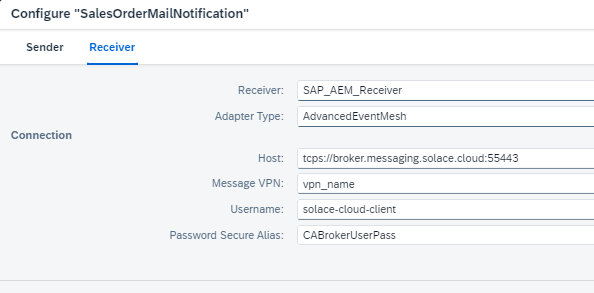 Configure "SalesOrderMailNotification"
Sender Receiver
Receiver: SAP_AEM_Receiver
Adapter Type: AdvancedEventMesh
Connection
Host: tcps://broker.messaging.solace.cloud:55443
Message VPN: vpn_name
Username: solace-cloud-client
Password Secure Alias: CABrokerUserPass